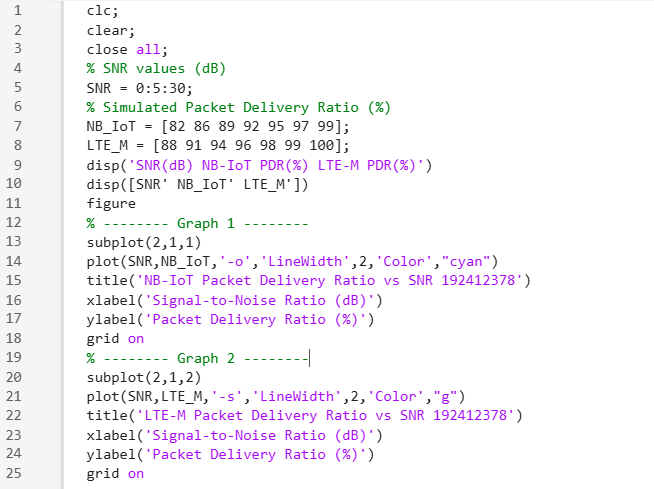 1 clc;
2 clear;
3 close all;
4 % SNR values (dB)
5 SNR = 0:5:30;
6 % Simulated Packet Delivery Ratio (%)
7 NB_IoT = [82 86 89 92 95 97 99];
8 LTE_M = [88 91 94 96 98 99 100];
9 disp('SNR(dB) NB-IoT PDR(%) LTE-M PDR(%)')
10 disp([SNR' NB_IoT' LTE_M'])
11 figure
12 % -------- Graph 1 --------
13 subplot(2,1,1)
14 plot(SNR,NB_IoT,'-o','LineWidth',2,'Color',"cyan")
15 title('NB-IoT Packet Delivery Ratio vs SNR 192412378')
16 xlabel('Signal-to-Noise Ratio (dB)')
17 ylabel('Packet Delivery Ratio (%)')
18 grid on
19 % -------- Graph 2 --------
20 subplot(2,1,2)
21 plot(SNR,LTE_M,'-s','LineWidth',2,'Color',"g")
22 title('LTE-M Packet Delivery Ratio vs SNR 192412378')
23 xlabel('Signal-to-Noise Ratio (dB)')
24 ylabel('Packet Delivery Ratio (%)')
25 grid on